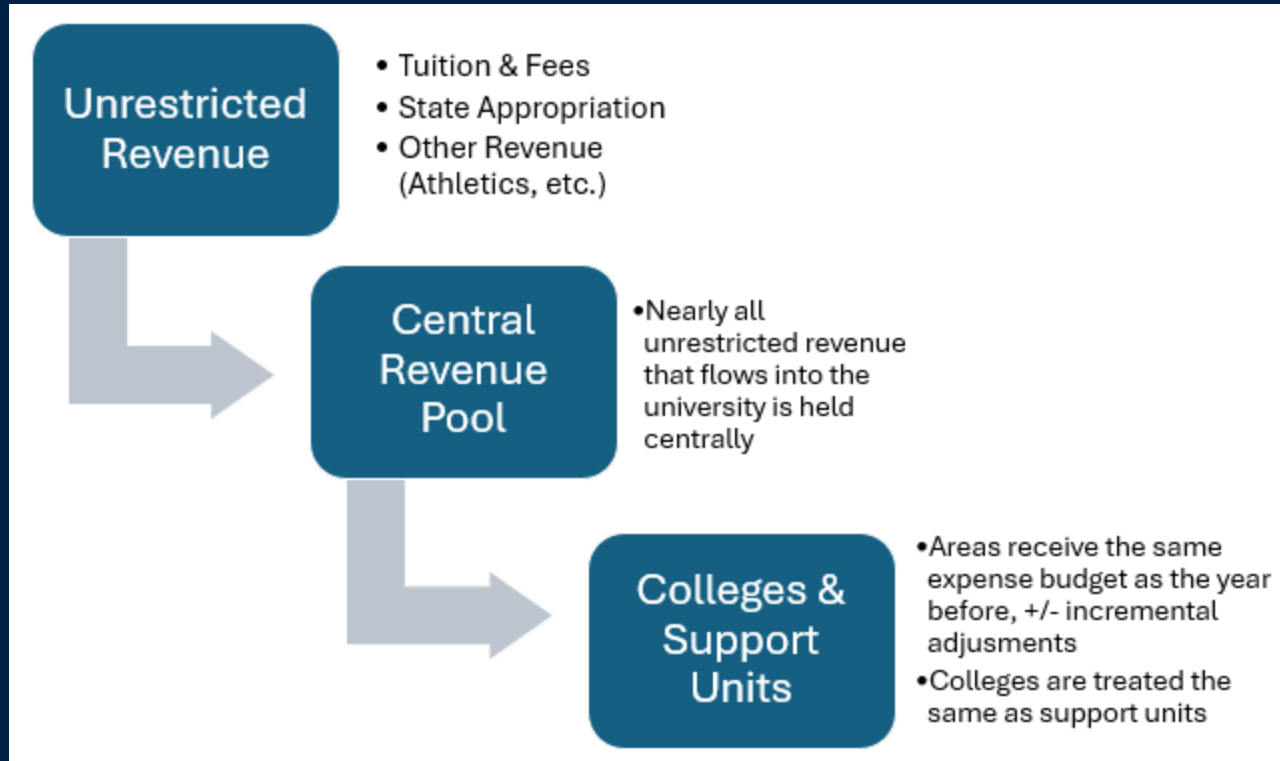 Unrestricted
Revenue
• Tuition & Fees
• State Appropriation
• Other Revenue
(Athletics, etc.)
Central
Revenue
Pool
•Nearly all
unrestricted revenue
that flows into the
university is held
centrally
Colleges &
Support
Units
•Areas receive the same
expense budget as the year
before, +/- incremental
adjusments
•Colleges are treated the
same as support units